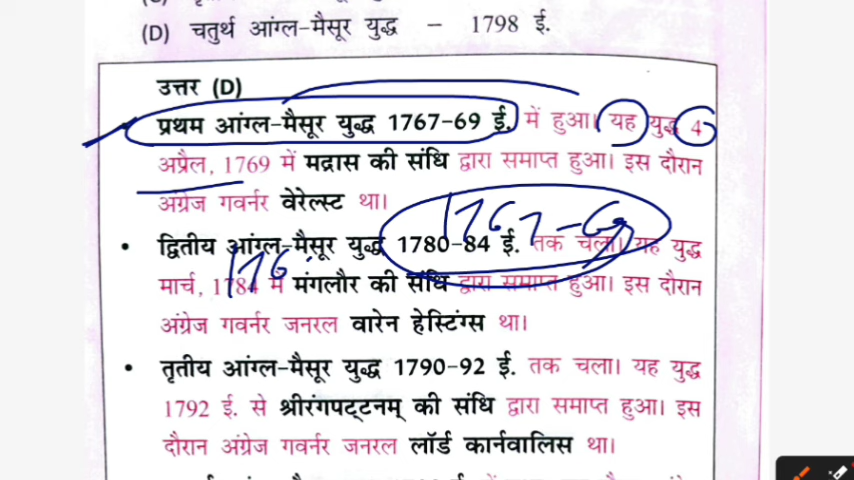 (D) चतुर्थ आंग्ल-मैसूर युद्ध – 1798 ई.
उत्तर (D)
प्रथम आंग्ल-मैसूर युद्ध 1767-69 ई. में हुआ। यह युद्ध 4
अप्रैल, 1769 में मद्रास की संधि द्वारा समाप्त हुआ। इस दौरान
अंग्रेज गवर्नर वेरेल्स्ट था।
1767-69
• द्वितीय आंग्ल-मैसूर युद्ध 1780-84 ई. तक चला। यह युद्ध
176
मार्च, 1784 में मंगलौर की संधि द्वारा समाप्त हुआ। इस दौरान
अंग्रेज गवर्नर जनरल वारेन हेस्टिंग्स था।
• तृतीय आंग्ल-मैसूर युद्ध 1790-92 ई. तक चला। यह युद्ध
1792 ई. से श्रीरंगपट्टनम् की संधि द्वारा समाप्त हुआ। इस
दौरान अंग्रेज गवर्नर जनरल लॉर्ड कार्नवालिस था।